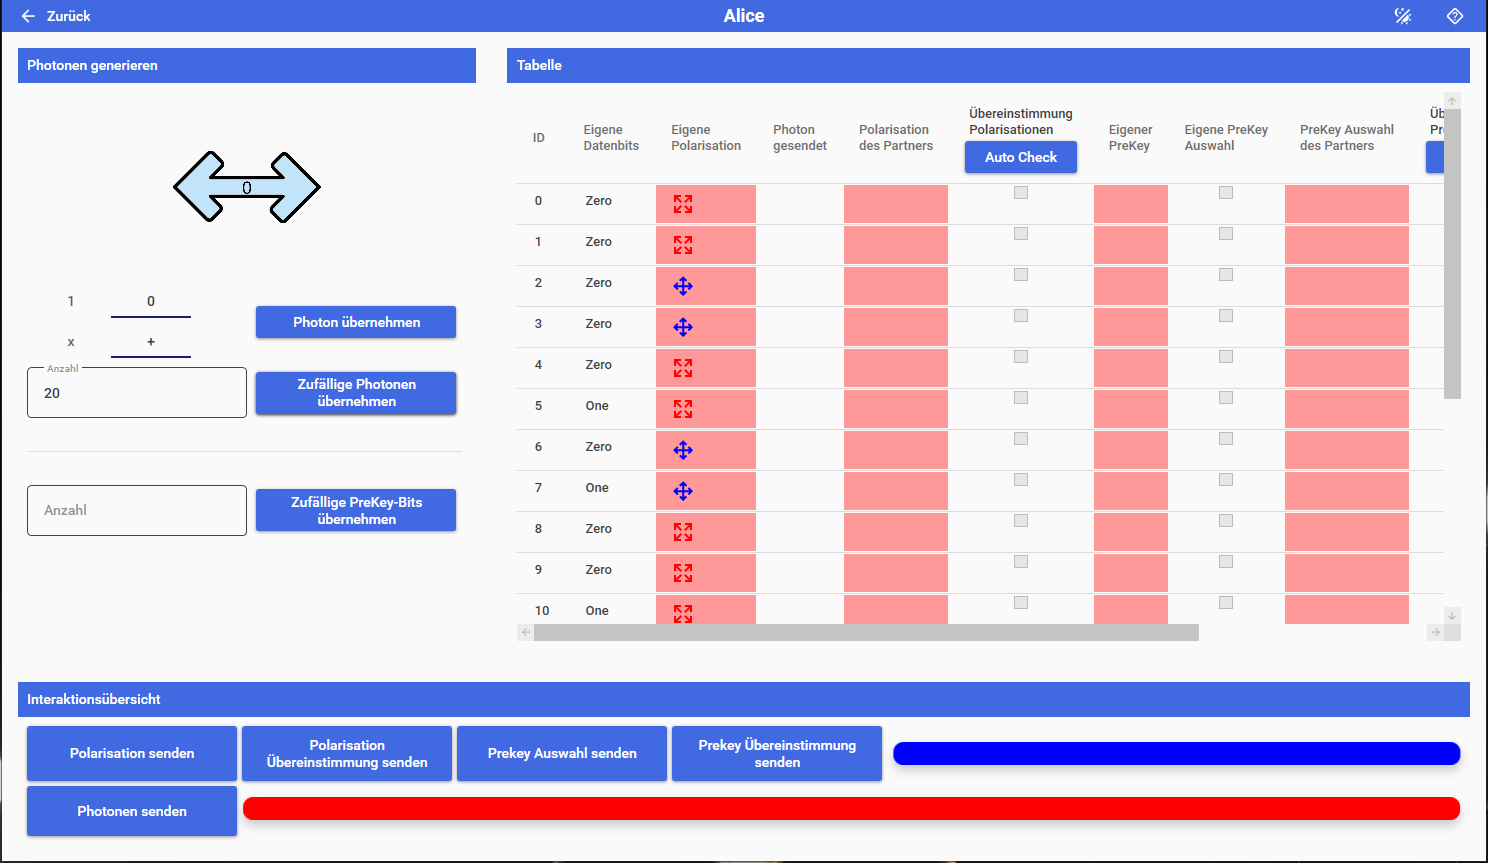 Zurück
Alice
Photonen generieren
Tabelle
0
1 0
x +
Photon übernehmen
Anzahl
20
Zufällige Photonen
übernehmen
Anzahl
Zufällige PreKey-Bits
übernehmen
ID
Eigene
Datenbits
Eigene
Polarisation
Photon
gesendet
Polarisation
des Partners
Übereinstimmung
Polarisationen
Auto Check
Eigener
PreKey
Eigene PreKey
Auswahl
PreKey Auswahl
des Partners
Üb
Pr
0 Zero
1 Zero
2 Zero
3 Zero
4 Zero
5 One
6 Zero
7 One
8 Zero
9 Zero
10 One
Interaktionsübersicht
Polarisation senden
Polarisation
Übereinstimmung senden
Prekey Auswahl senden
Prekey Übereinstimmung
senden
Photonen senden